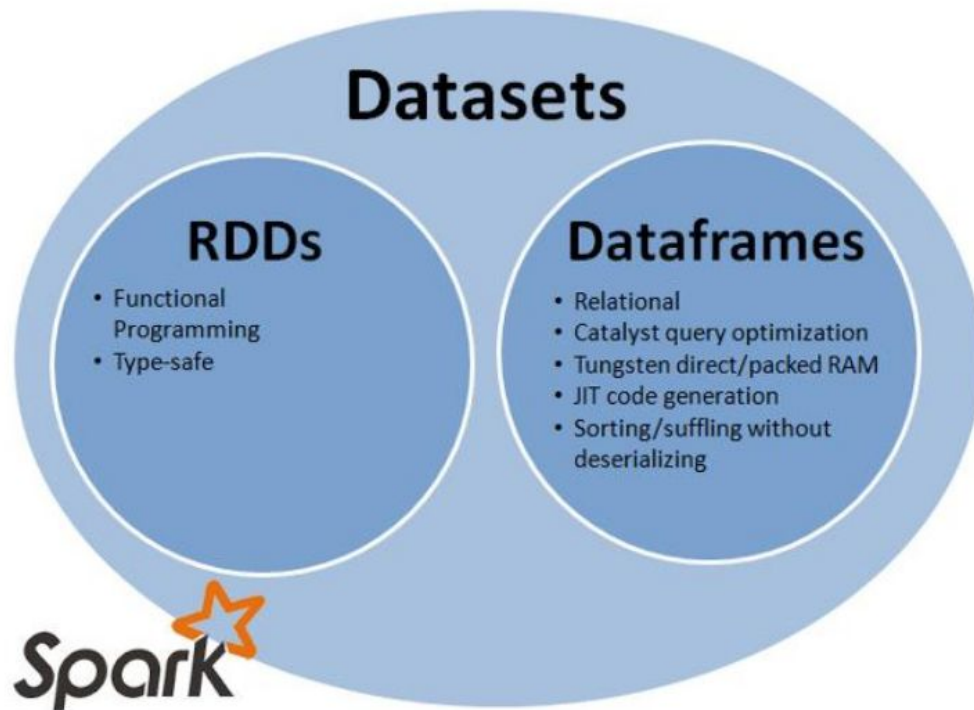 Datasets
RDDs
• Functional
Programming
• Type-safe
Dataframes
• Relational
• Catalyst query optimization
• Tungsten direct/packed RAM
• JIT code generation
• Sorting/suffling without
deserializing
Spark